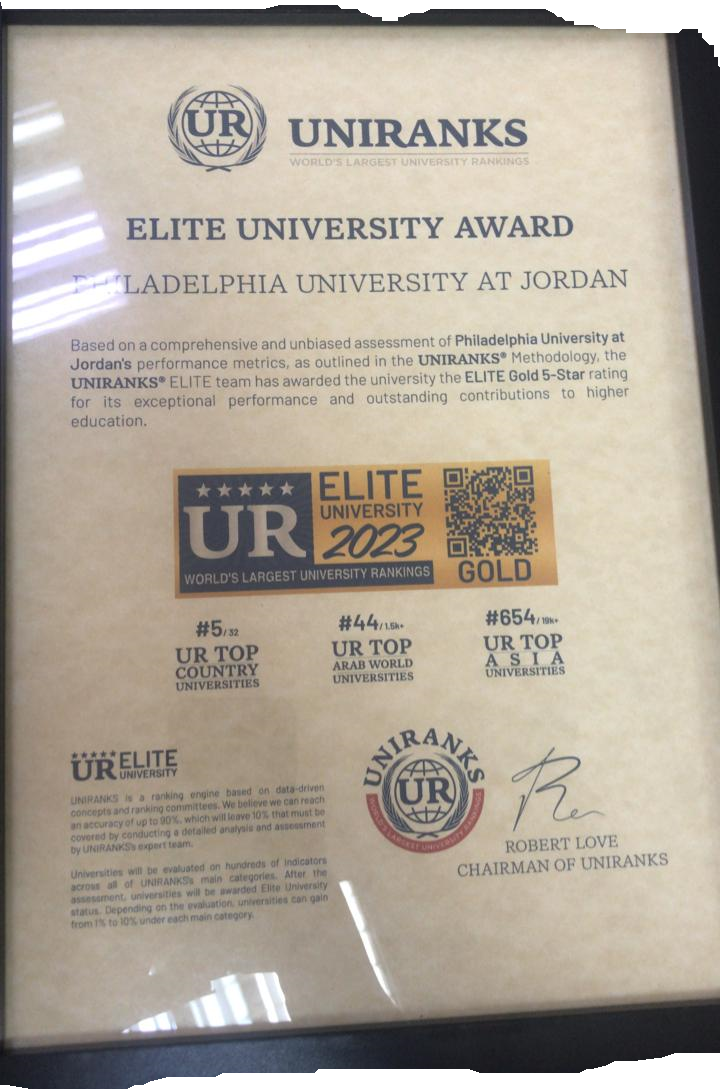 UR
UNIRANKS
WORLD'S LARGEST UNIVERSITY RANKINGS
ELITE UNIVERSITY AWARD
PHILADELPHIA UNIVERSITY AT JORDAN
Based on a comprehensive and unbiased assessment of Philadelphia University at
Jordan's performance metrics, as outlined in the UNIRANKS® Methodology, the
UNIRANKS® ELITE team has awarded the university the ELITE Gold 5-Star rating
for its exceptional performance and outstanding contributions to higher
education.
UR
ELITE
UNIVERSITY
2023
WORLD'S LARGEST UNIVERSITY RANKINGS
GOLD
#5/32
UR TOP
COUNTRY
UNIVERSITIES
#44/1.5k+
UR TOP
ARAB WORLD
UNIVERSITIES
#654/19k+
UR TOP
ASIA
UNIVERSITIES
UR ELITE
UNIVERSITY
UNIRANKS is a ranking engine based on data-driven
concepts and ranking committees. We believe we can reach
an accuracy of up to 90%, which will leave 10% that must be
covered by conducting a detailed analysis and assessment
by UNIRANKS's expert team.
Universities will be evaluated on hundreds of indicators
across all of UNIRANKS's main categories. After the
assessment, universities will be awarded Elite University
status. Depending on the evaluation, universities can gain
from 1% to 10% under each main category.
UNIRANKS
UR
WORLD'S LARGEST UNIVERSITY RANKINGS
ROBERT LOVE
CHAIRMAN OF UNIRANKS